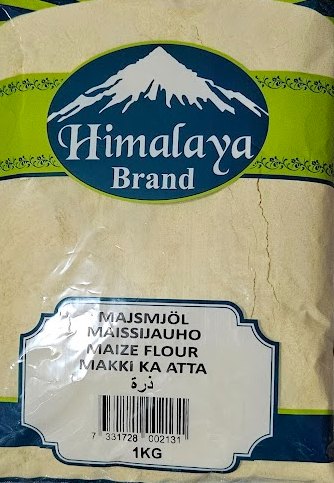 Himalaya
Brand
MAJSMJÖL
MAISSIJAUHO
MAIZE FLOUR
MAKKI KA ATTA
ذرة
7 331728 002131
1KG